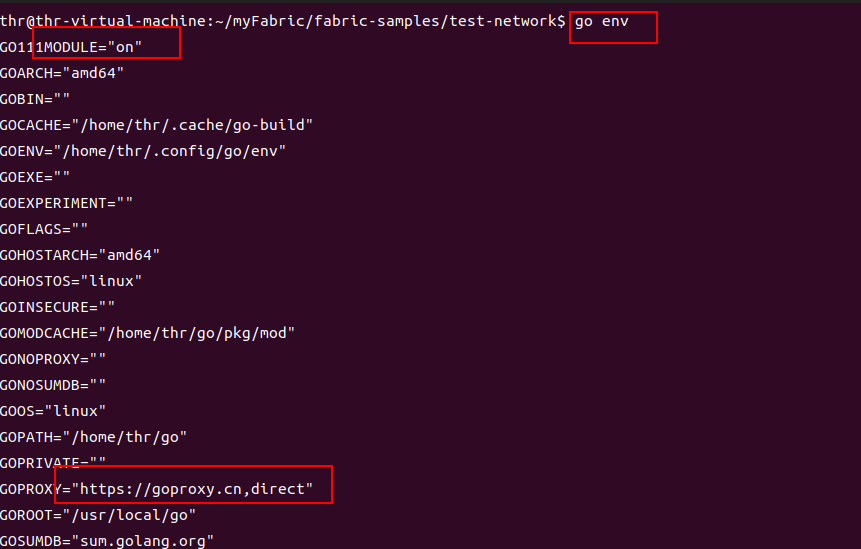 thr@thr-virtual-machine:~/myFabric/fabric-samples/test-network$ go env
GO111MODULE="on"
GOARCH="amd64"
GOBIN=""
GOCACHE="/home/thr/.cache/go-build"
GOENV="/home/thr/.config/go/env"
GOEXE=""
GOEXPERIMENT=""
GOFLAGS=""
GOHOSTARCH="amd64"
GOHOSTOS="linux"
GOINSECURE=""
GOMODCACHE="/home/thr/go/pkg/mod"
GONOPROXY=""
GONOSUMDB=""
GOOS="linux"
GOPATH="/home/thr/go"
GOPRIVATE=""
GOPROXY="https://goproxy.cn,direct"
GOROOT="/usr/local/go"
GOSUMDB="sum.golang.org"